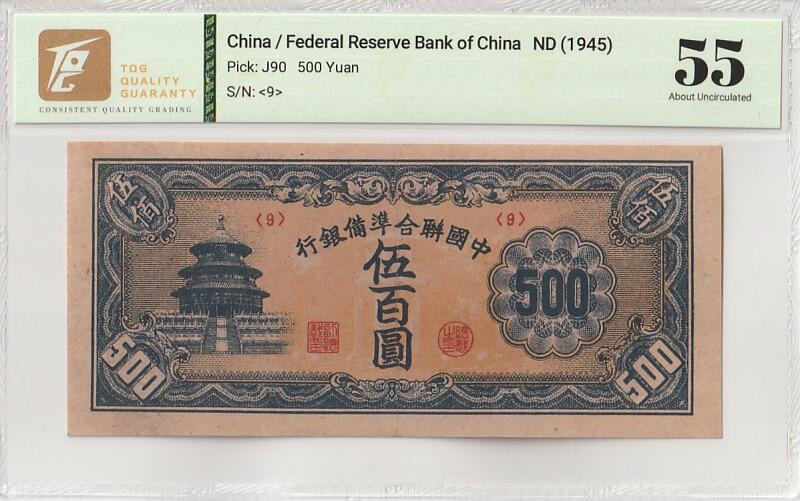 TQG
QUALITY
GUARANTY
CONSISTENT QUALITY GRADING
China / Federal Reserve Bank of China ND (1945)
Pick: J90 500 Yuan
S/N: <9>
55
About Uncirculated
伍佰
伍佰
〈9〉
〈9〉
行銀備準合聯國中
伍百圓
500
500
500